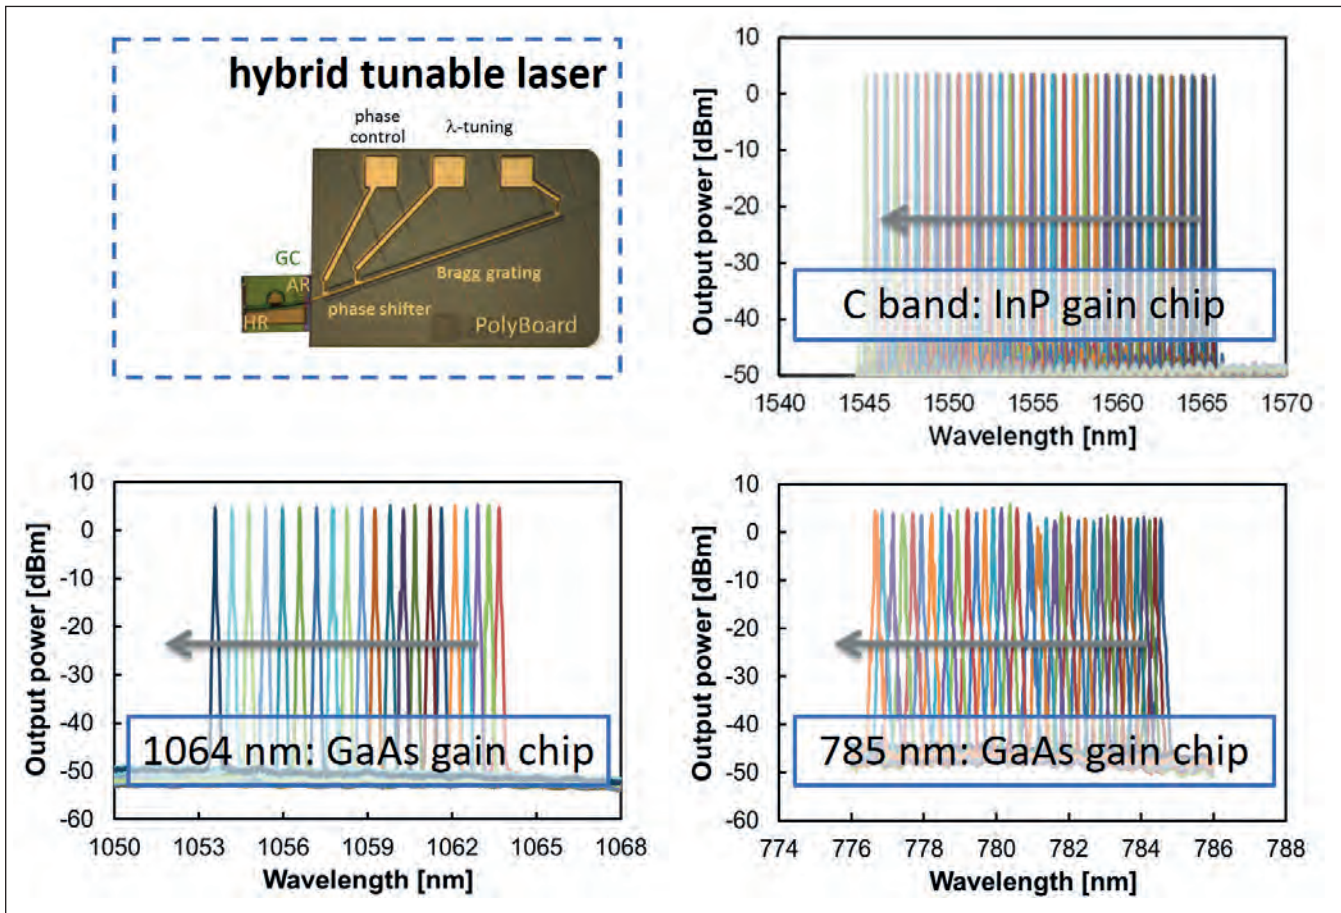 hybrid tunable laser
phase
control
λ-tuning
GC
AR
HR
Bragg grating
phase shifter
PolyBoard
10
0
-10
-20
-30
-40
-50
Output power [dBm]
C band: InP gain chip
1540 1545 1550 1555 1560 1565 1570
Wavelength [nm]
10
0
-10
-20
-30
-40
-50
-60
Output power [dBm]
1064 nm: GaAs gain chip
1050 1053 1056 1059 1062 1065 1068
Wavelength [nm]
10
0
-10
-20
-30
-40
-50
-60
Output power [dBm]
785 nm: GaAs gain chip
774 776 778 780 782 784 786 788
Wavelength [nm]